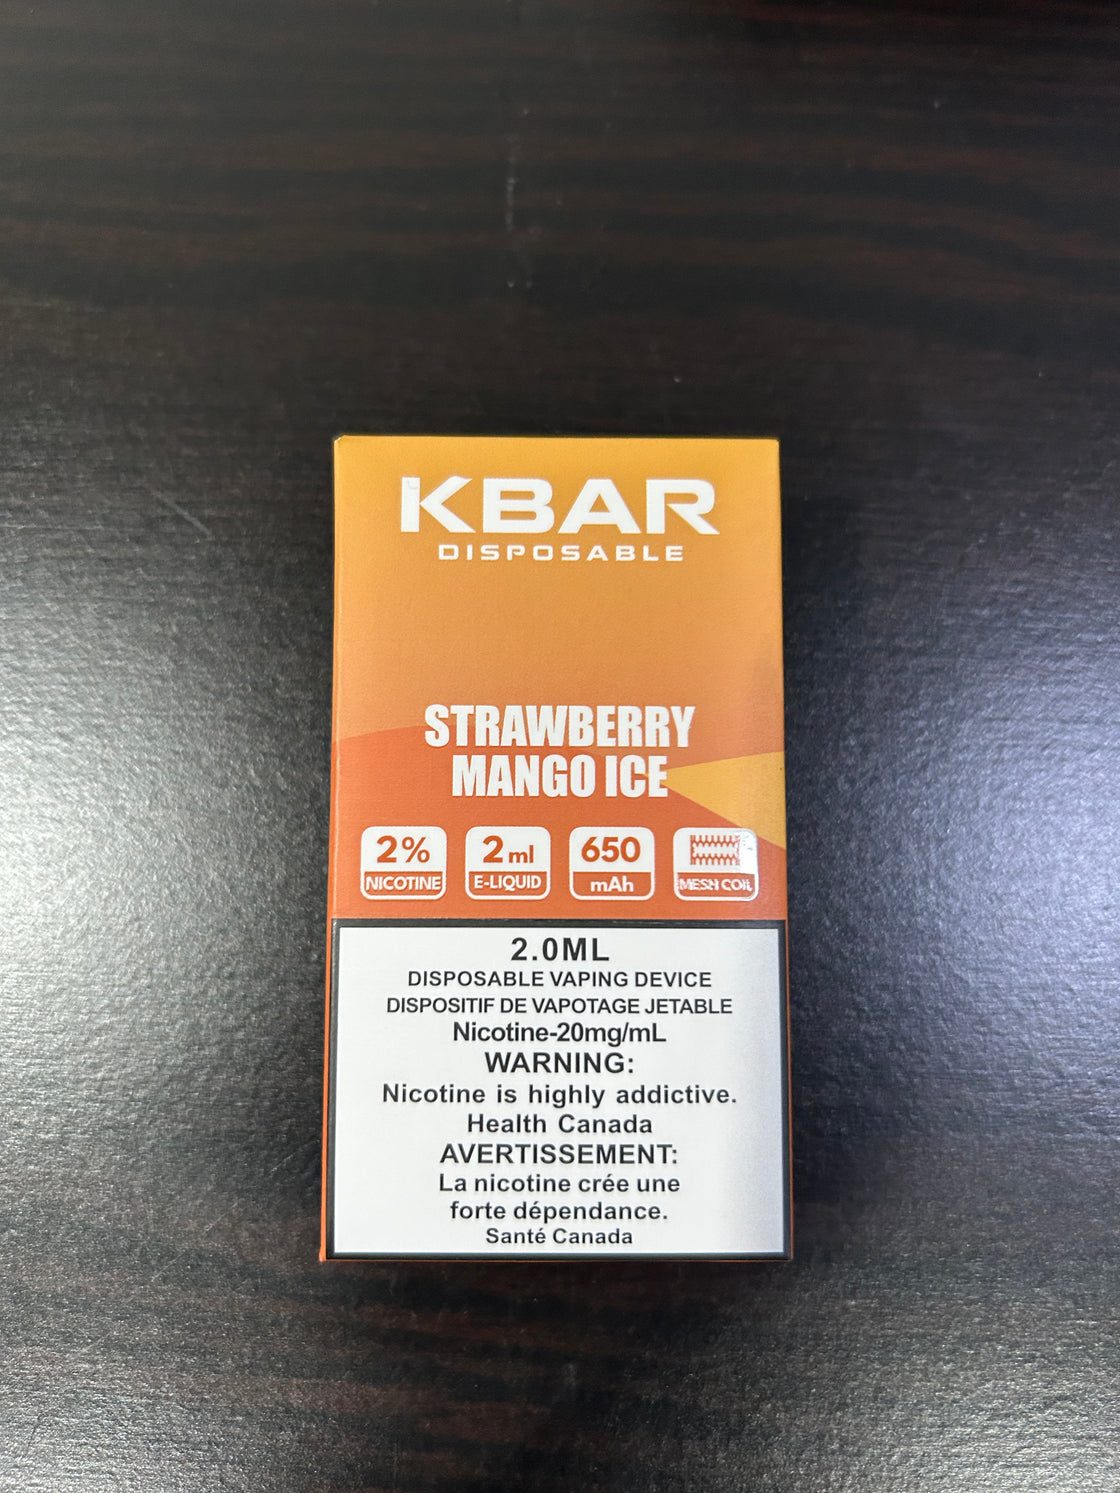 KBAR
DISPOSABLE
STRAWBERRY
MANGO ICE
2% 2 ml 650
NICOTINE E-LIQUID mAh MESH COIL
2.0ML
DISPOSABLE VAPING DEVICE
DISPOSITIF DE VAPOTAGE JETABLE
Nicotine-20mg/mL
WARNING:
Nicotine is highly addictive.
Health Canada
AVERTISSEMENT:
La nicotine crée une
forte dépendance.
Santé Canada